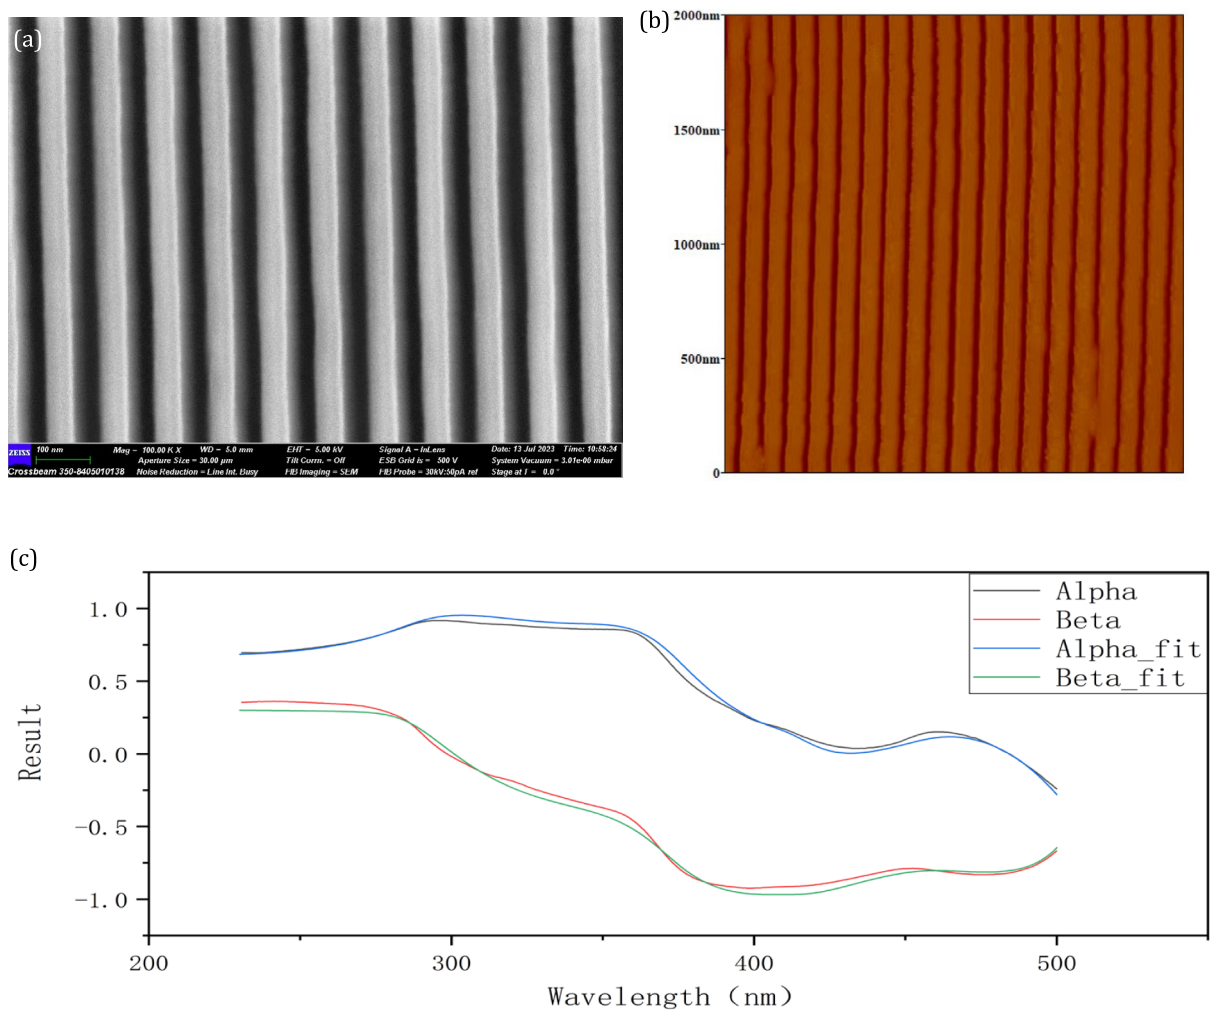 (a)
ZEISS
100 nm
Mag = 100.00 K X
WD = 5.0 mm
EHT = 5.00 kV
Signal A = InLens
Date: 13 Jul 2023 Time: 10:58:24
Aperture Size = 30.00 µm
Tilt Corrn. = Off
ESB Grid is = 500 V
System Vacuum = 3.01e-06 mbar
Crossbeam 350-8405010138
Noise Reduction = Line Int. Busy
FIB Imaging = SEM
FIB Probe = 30kV:50pA ref
Stage at T = 0.0 °
(b)
2000nm
1500nm
1000nm
500nm
0
(c)
Alpha
Beta
Alpha_fit
Beta_fit
1.0
0.5
0.0
-0.5
-1.0
Result
200
300
400
500
Wavelength (nm)